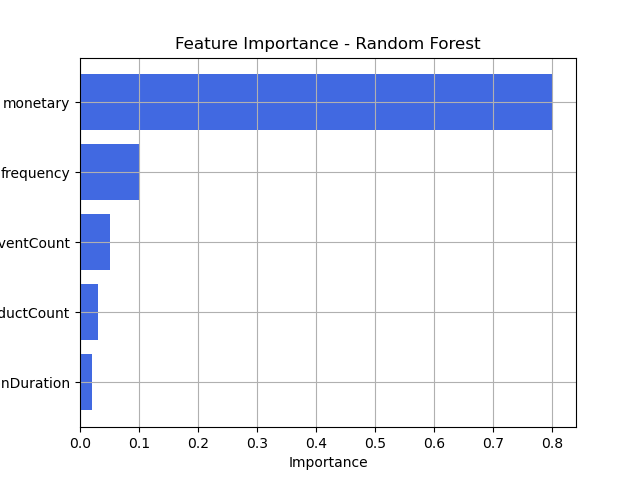 Feature Importance - Random Forest
monetary
frequency
ventCount
ductCount
nDuration
0.0 0.1 0.2 0.3 0.4 0.5 0.6 0.7 0.8
Importance